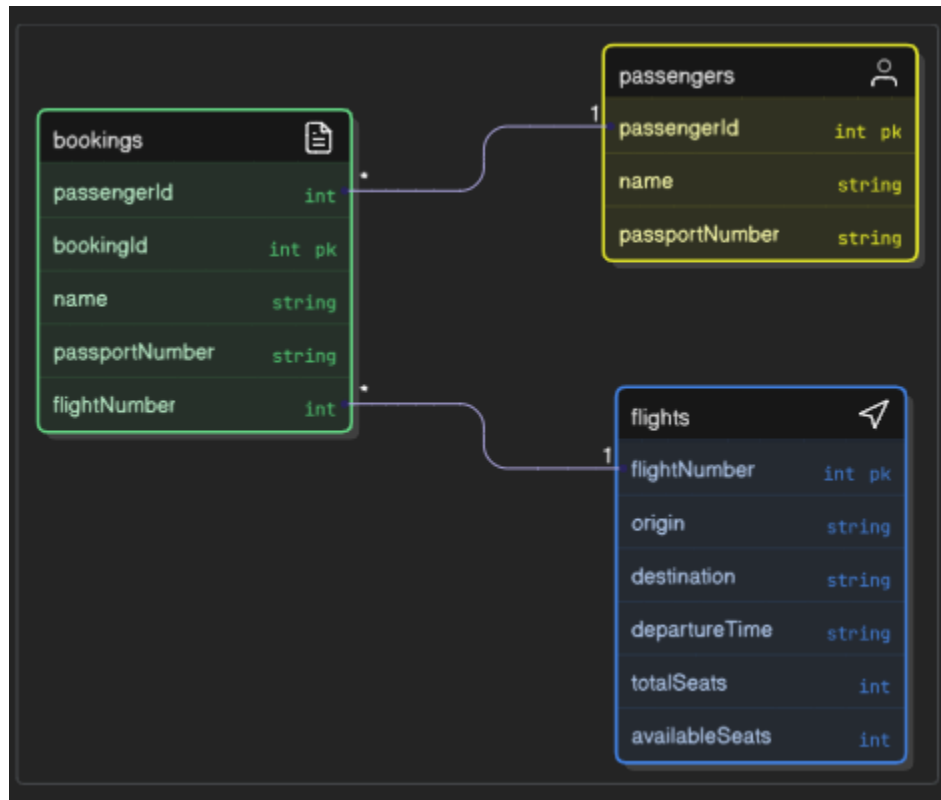 bookings
passengerId int
bookingId int pk
name string
passportNumber string
flightNumber int
*
*
1
1
passengers
passengerId int pk
name string
passportNumber string
flights
flightNumber int pk
origin string
destination string
departureTime string
totalSeats int
availableSeats int